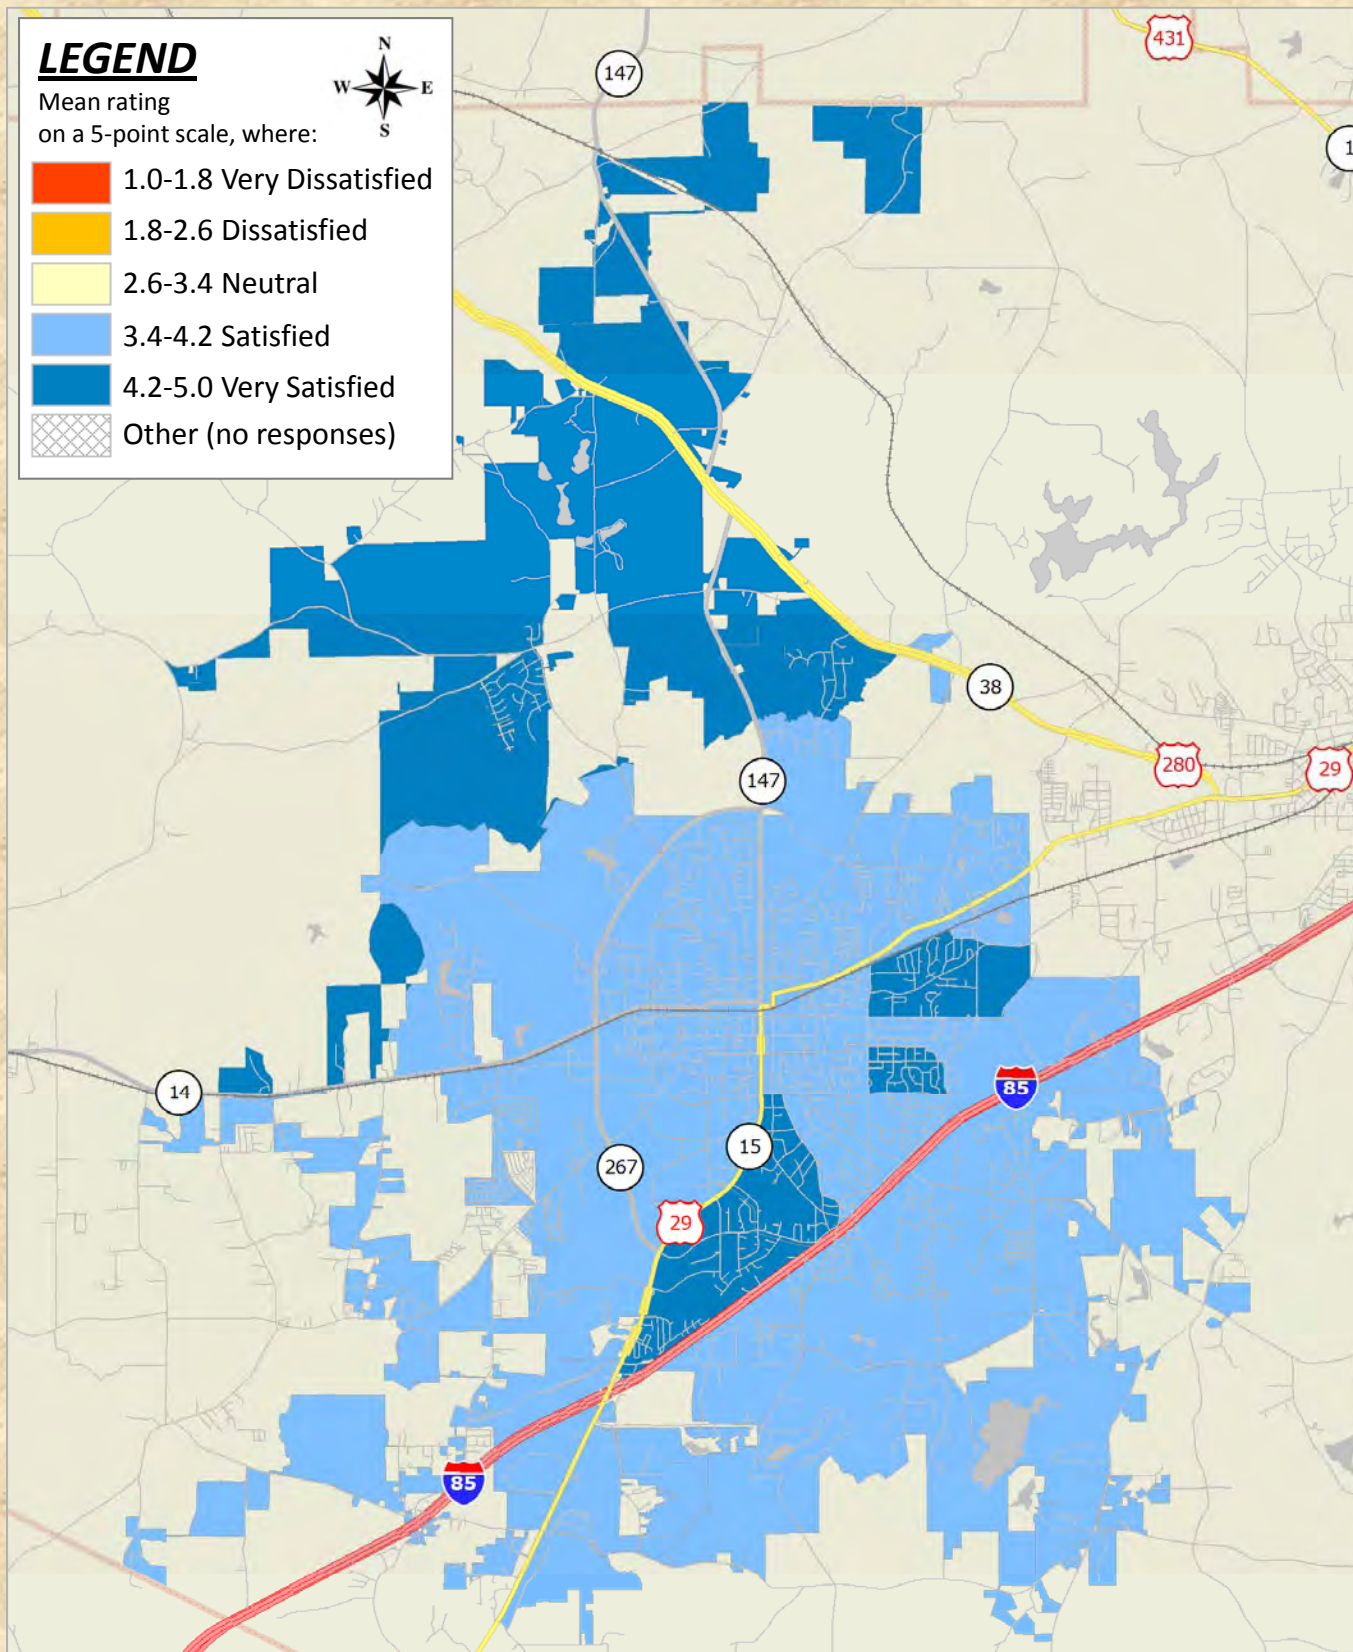 LEGEND
N
W E
S
Mean rating
on a 5-point scale, where:
1.0-1.8 Very Dissatisfied
1.8-2.6 Dissatisfied
2.6-3.4 Neutral
3.4-4.2 Satisfied
4.2-5.0 Very Satisfied
Other (no responses)
431
147
1
38
280
29
147
85
14
15
267
29
85